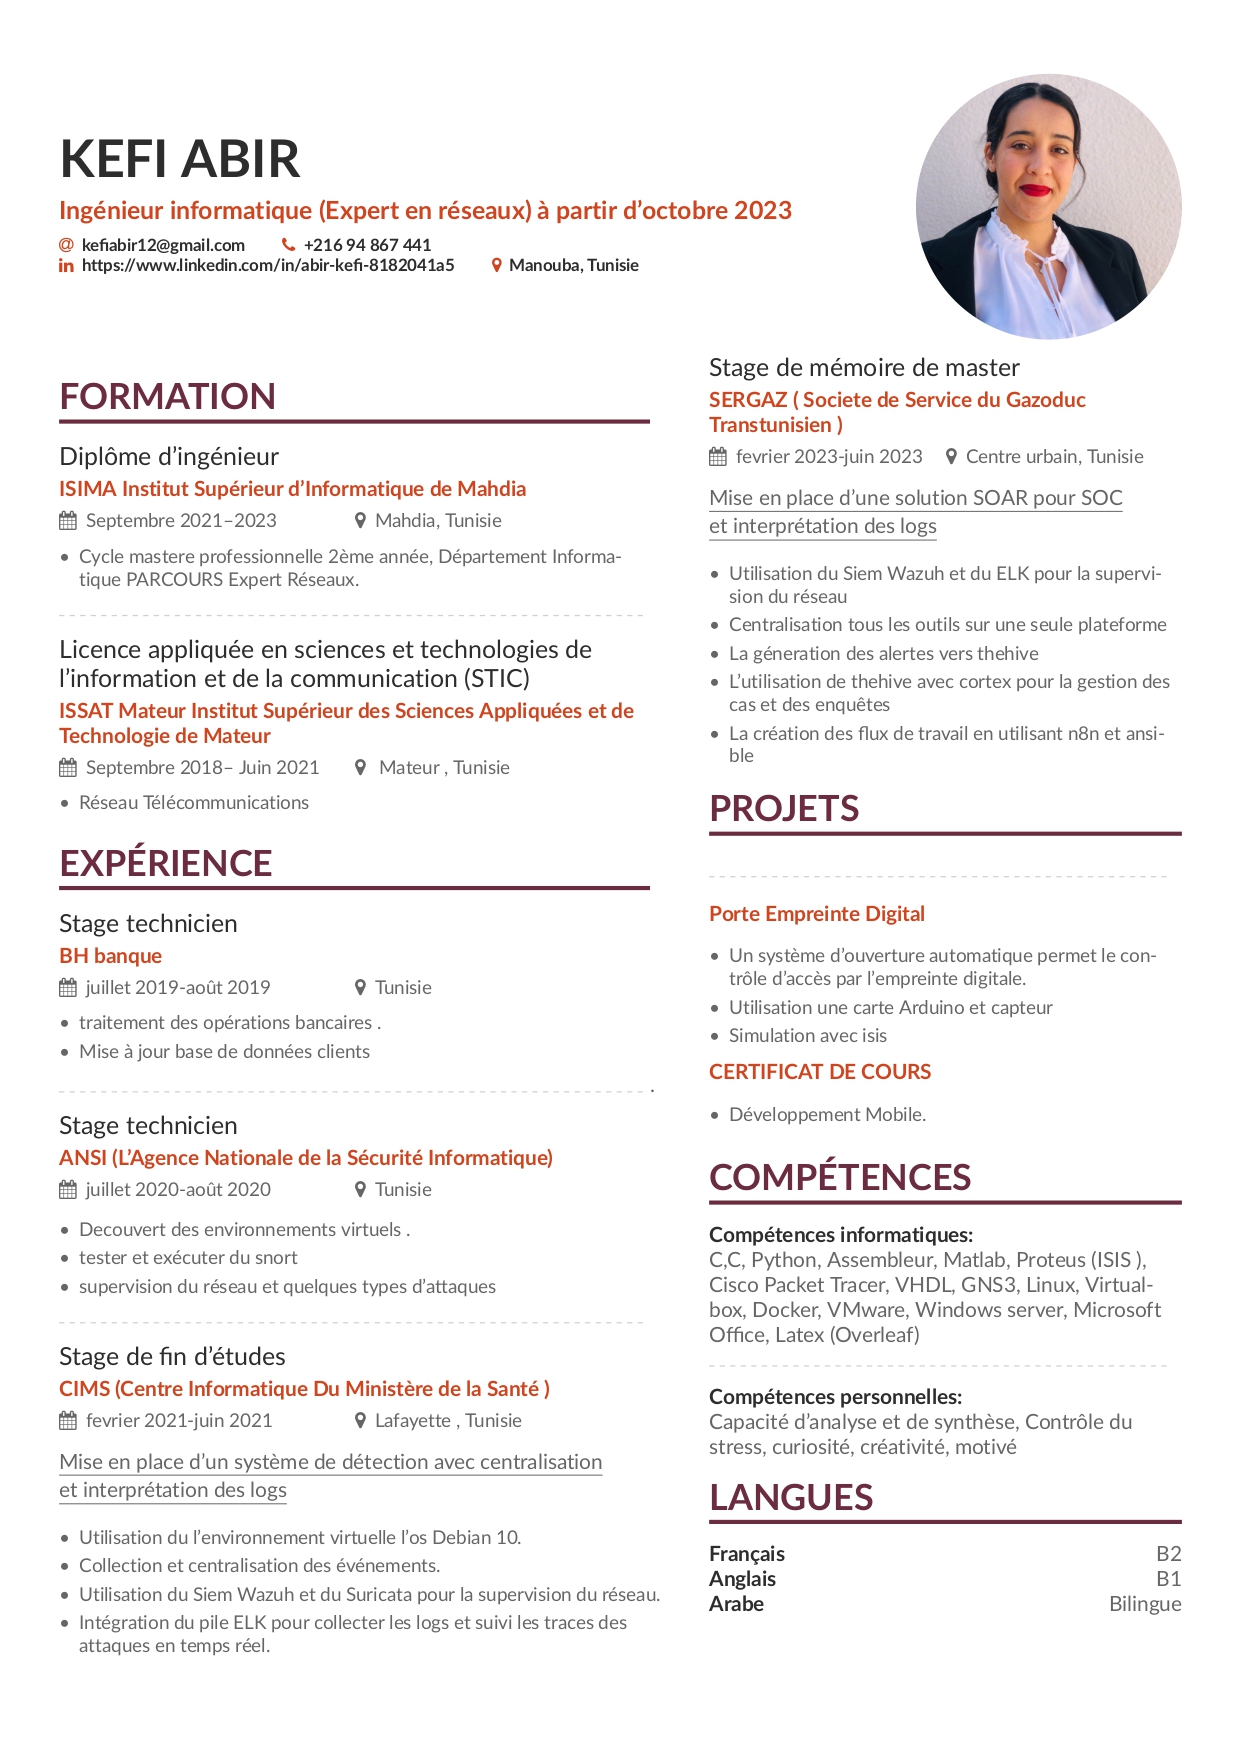 KEFI ABIR
Ingénieur informatique (Expert en réseaux) à partir d’octobre 2023
@ kefiabir12@gmail.com +216 94 867 441
in https://www.linkedin.com/in/abir-kefi-8182041a5 Manouba, Tunisie
FORMATION
Diplôme d’ingénieur
ISIMA Institut Supérieur d’Informatique de Mahdia
Septembre 2021–2023 Mahdia, Tunisie
• Cycle mastere professionnelle 2ème année, Département Informa-
tique PARCOURS Expert Réseaux.
Licence appliquée en sciences et technologies de
l’information et de la communication (STIC)
ISSAT Mateur Institut Supérieur des Sciences Appliquées et de
Technologie de Mateur
Septembre 2018– Juin 2021 Mateur , Tunisie
• Réseau Télécommunications
EXPÉRIENCE
Stage technicien
BH banque
juillet 2019-août 2019 Tunisie
• traitement des opérations bancaires .
• Mise à jour base de données clients
.
Stage technicien
ANSI (L’Agence Nationale de la Sécurité Informatique)
juillet 2020-août 2020 Tunisie
• Decouvert des environnements virtuels .
• tester et exécuter du snort
• supervision du réseau et quelques types d’attaques
Stage de fin d’études
CIMS (Centre Informatique Du Ministère de la Santé )
fevrier 2021-juin 2021 Lafayette , Tunisie
Mise en place d’un système de détection avec centralisation
et interprétation des logs
• Utilisation du l’environnement virtuelle l’os Debian 10.
• Collection et centralisation des événements.
• Utilisation du Siem Wazuh et du Suricata pour la supervision du réseau.
• Intégration du pile ELK pour collecter les logs et suivi les traces des
attaques en temps réel.
Stage de mémoire de master
SERGAZ ( Societe de Service du Gazoduc
Transtunisien )
fevrier 2023-juin 2023 Centre urbain, Tunisie
Mise en place d’une solution SOAR pour SOC
et interprétation des logs
• Utilisation du Siem Wazuh et du ELK pour la supervi-
sion du réseau
• Centralisation tous les outils sur une seule plateforme
• La géneration des alertes vers thehive
• L’utilisation de thehive avec cortex pour la gestion des
cas et des enquêtes
• La création des flux de travail en utilisant n8n et ansi-
ble
PROJETS
Porte Empreinte Digital
• Un système d’ouverture automatique permet le con-
trôle d’accès par l’empreinte digitale.
• Utilisation une carte Arduino et capteur
• Simulation avec isis
CERTIFICAT DE COURS
• Développement Mobile.
COMPÉTENCES
Compétences informatiques:
C,C, Python, Assembleur, Matlab, Proteus (ISIS ),
Cisco Packet Tracer, VHDL, GNS3, Linux, Virtual-
box, Docker, VMware, Windows server, Microsoft
Office, Latex (Overleaf)
Compétences personnelles:
Capacité d’analyse et de synthèse, Contrôle du
stress, curiosité, créativité, motivé
LANGUES
Français B2
Anglais B1
Arabe Bilingue